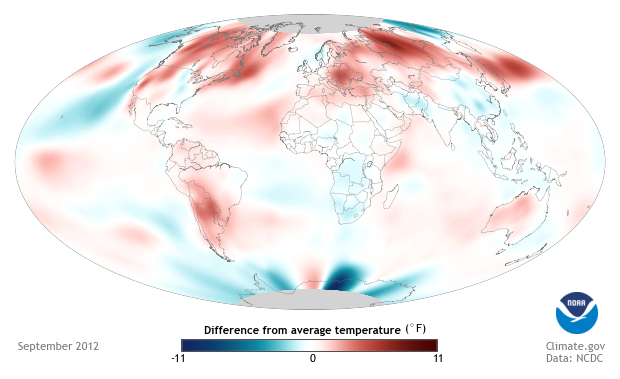 NOAA
Difference from average temperature (°F)
September 2012
-11 0 11
Climate.gov
Data: NCDC